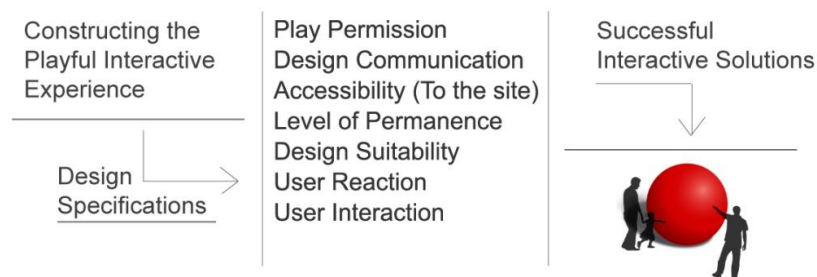 Constructing the
Playful Interactive
Experience
Design
Specifications
Play Permission
Design Communication
Accessibility (To the site)
Level of Permanence
Design Suitability
User Reaction
User Interaction
Successful
Interactive Solutions